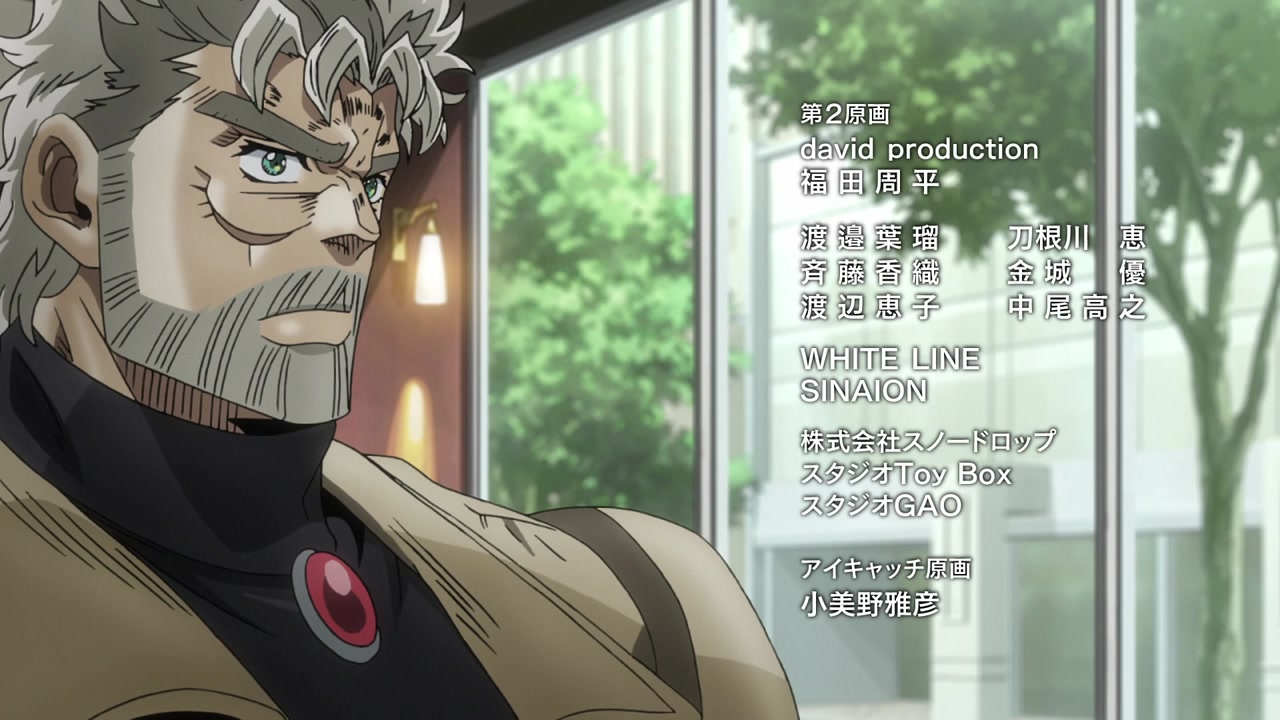 第2原画
david production
福田周平
渡邉葉瑠 刀根川 恵
斉藤香織 金城 優
渡辺恵子 中尾高之
WHITE LINE
SINAION
株式会社スノードロップ
スタジオToy Box
スタジオGAO
アイキャッチ原画
小美野雅彦